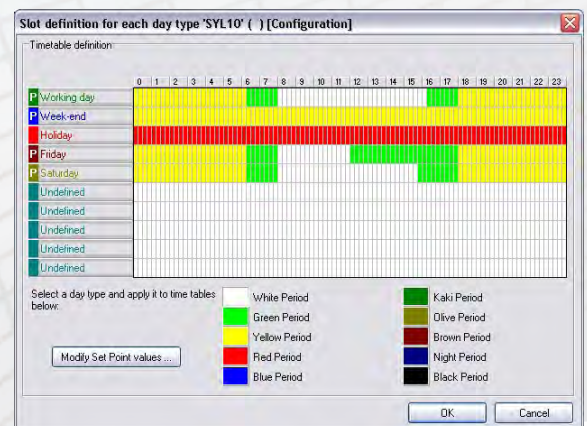 Slot definition for each day type 'SYL10' ( ) [Configuration]
Timetable definition
0 1 2 3 4 5 6 7 8 9 10 11 12 13 14 15 16 17 18 19 20 21 22 23
P Working day
P Week-end
Holiday
P Friday
P Saturday
Undefined
Undefined
Undefined
Undefined
Undefined
Select a day type and apply it to time tables
below:
White Period
Green Period
Yellow Period
Red Period
Blue Period
Kaki Period
Olive Period
Brown Period
Night Period
Black Period
Modify Set Point values ...
OK Cancel